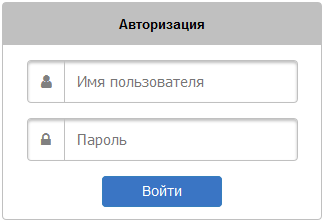 Авторизация
Имя пользователя
Пароль
Войти